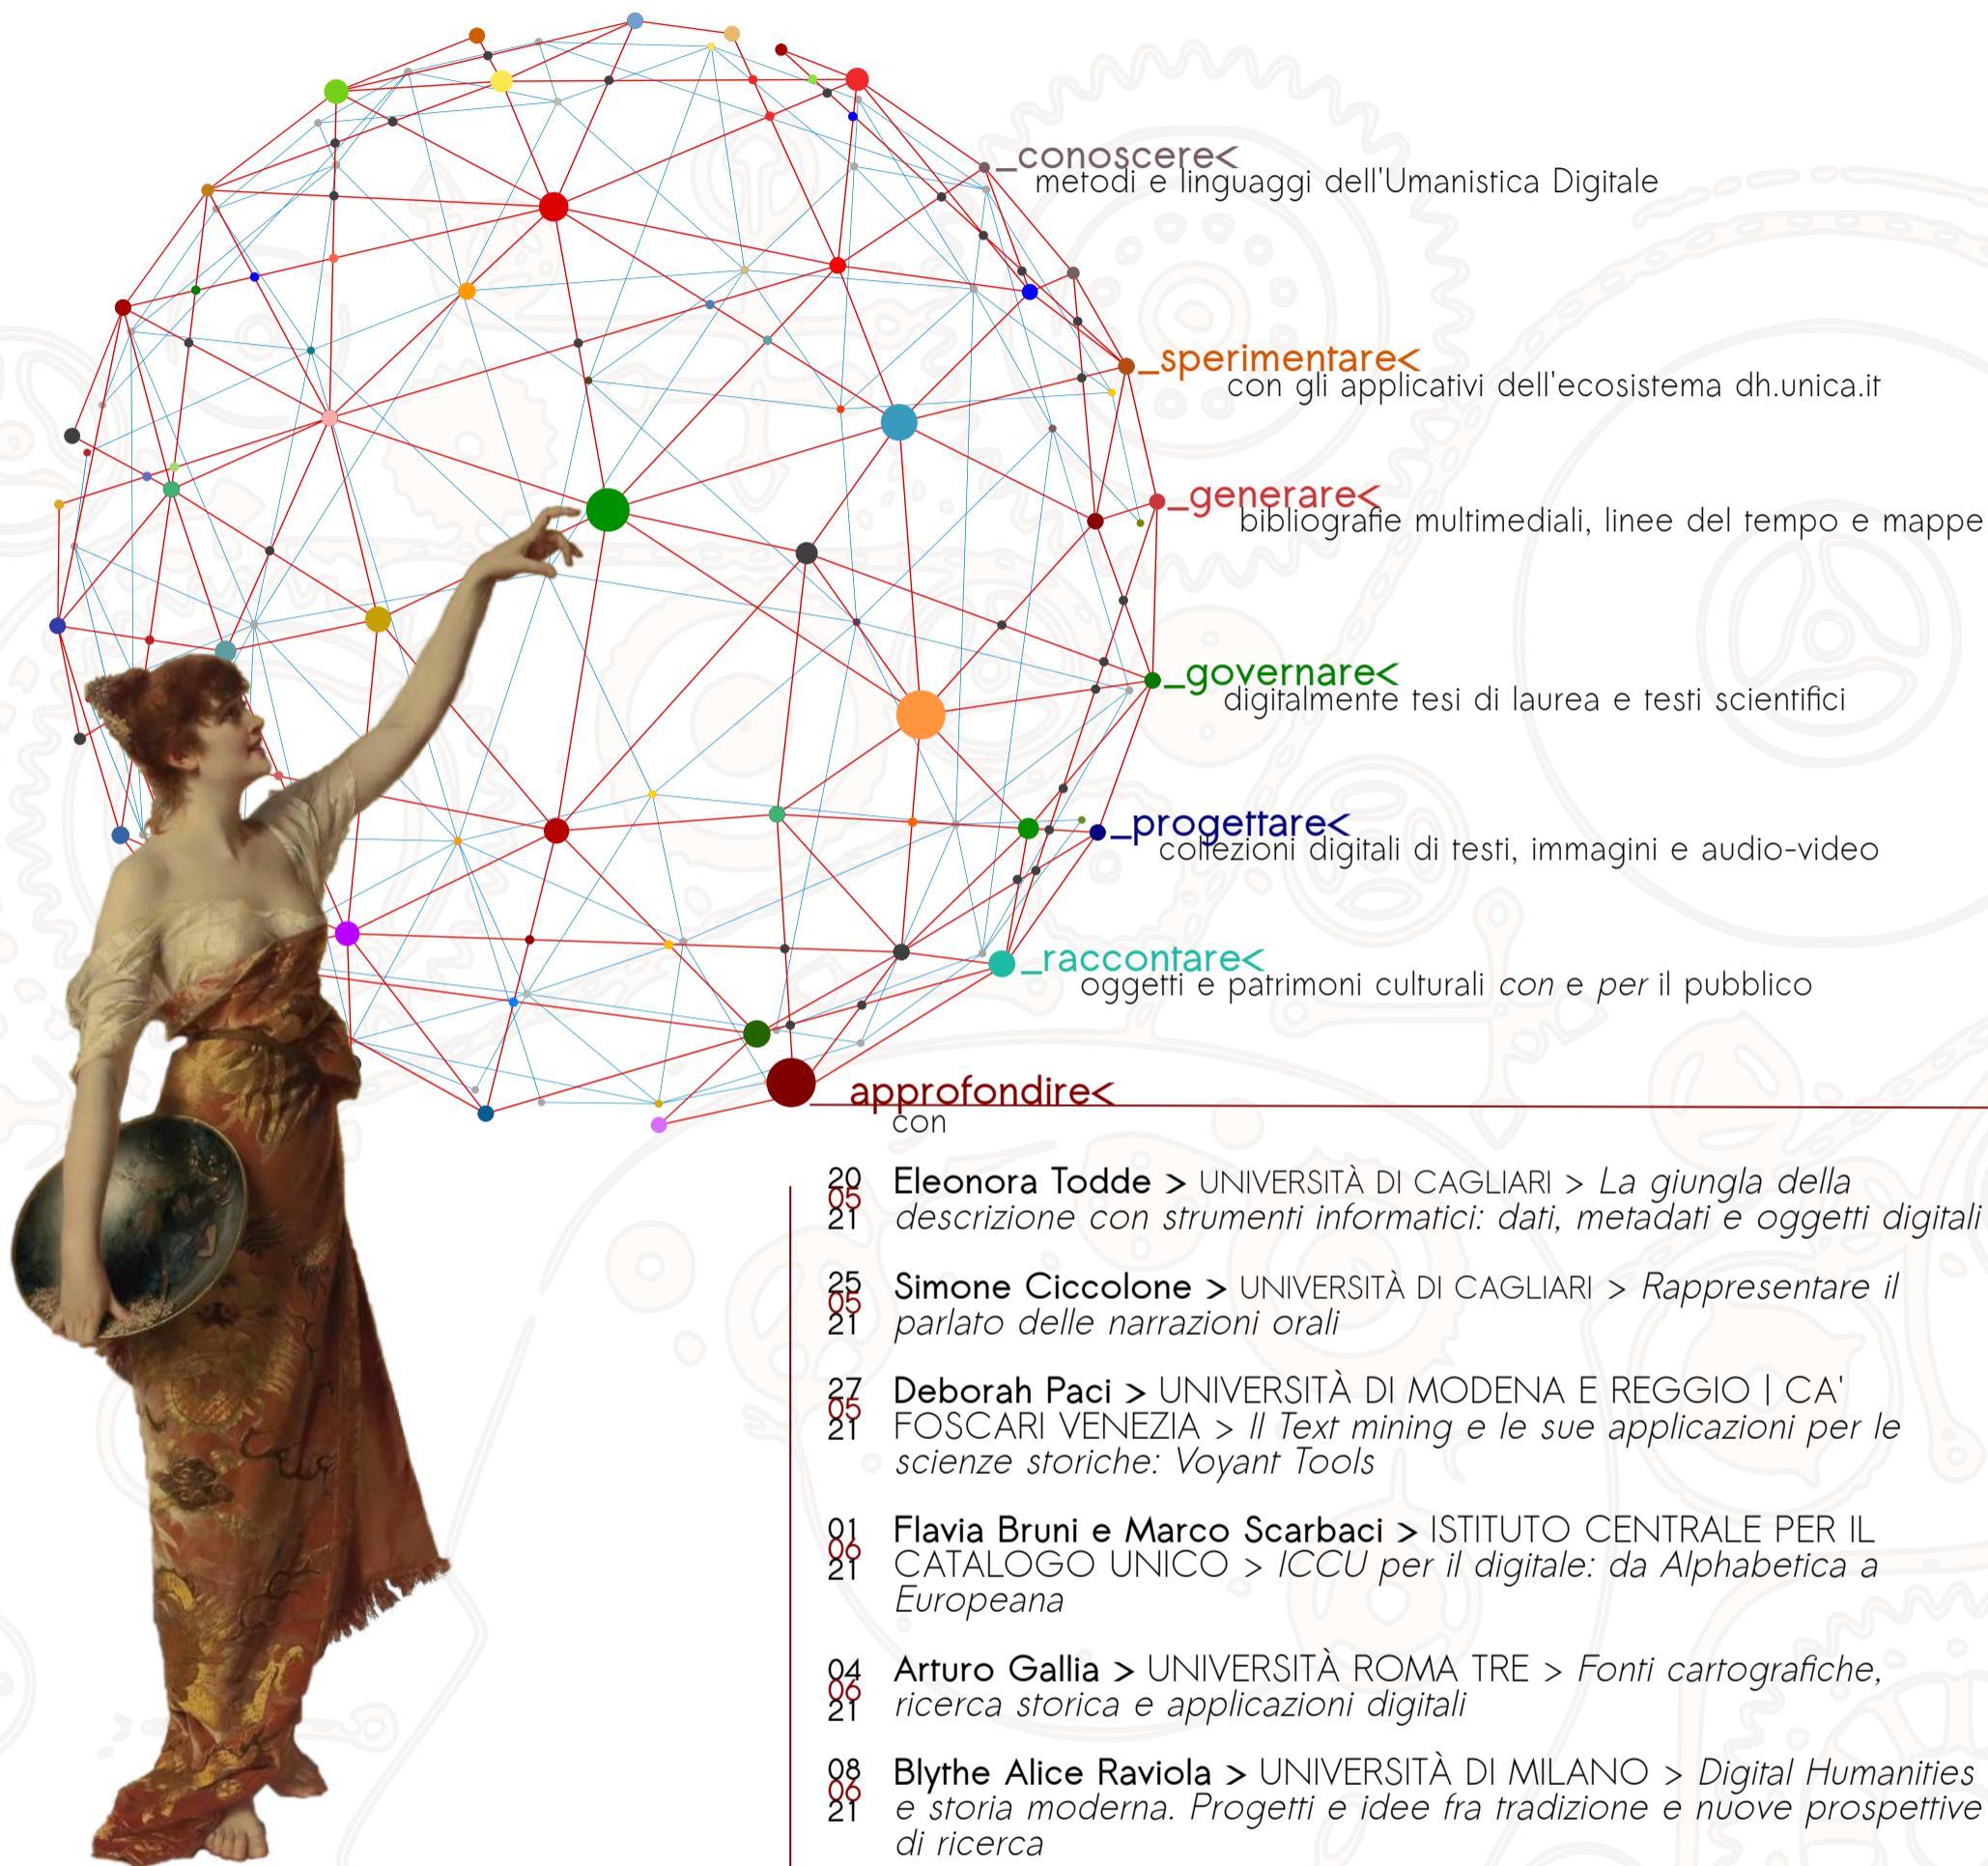 _conoscere<
metodi e linguaggi dell'Umanistica Digitale
_sperimentare<
con gli applicativi dell'ecosistema dh.unica.it
_generare<
bibliografie multimediali, linee del tempo e mappe
_governare<
digitalmente tesi di laurea e testi scientifici
_progettare<
collezioni digitali di testi, immagini e audio-video
_raccontare<
oggetti e patrimoni culturali con e per il pubblico
_approfondire<
con
20
05
21
Eleonora Todde > UNIVERSITÀ DI CAGLIARI > La giungla della
descrizione con strumenti informatici: dati, metadati e oggetti digitali
25
05
21
Simone Ciccolone > UNIVERSITÀ DI CAGLIARI > Rappresentare il
parlato delle narrazioni orali
27
05
21
Deborah Paci > UNIVERSITÀ DI MODENA E REGGIO | CA'
FOSCARI VENEZIA > Il Text mining e le sue applicazioni per le
scienze storiche: Voyant Tools
01
06
21
Flavia Bruni e Marco Scarbaci > ISTITUTO CENTRALE PER IL
CATALOGO UNICO > ICCU per il digitale: da Alphabetica a
Europeana
04
06
21
Arturo Gallia > UNIVERSITÀ ROMA TRE > Fonti cartografiche,
ricerca storica e applicazioni digitali
08
06
21
Blythe Alice Raviola > UNIVERSITÀ DI MILANO > Digital Humanities
e storia moderna. Progetti e idee fra tradizione e nuove prospettive
di ricerca